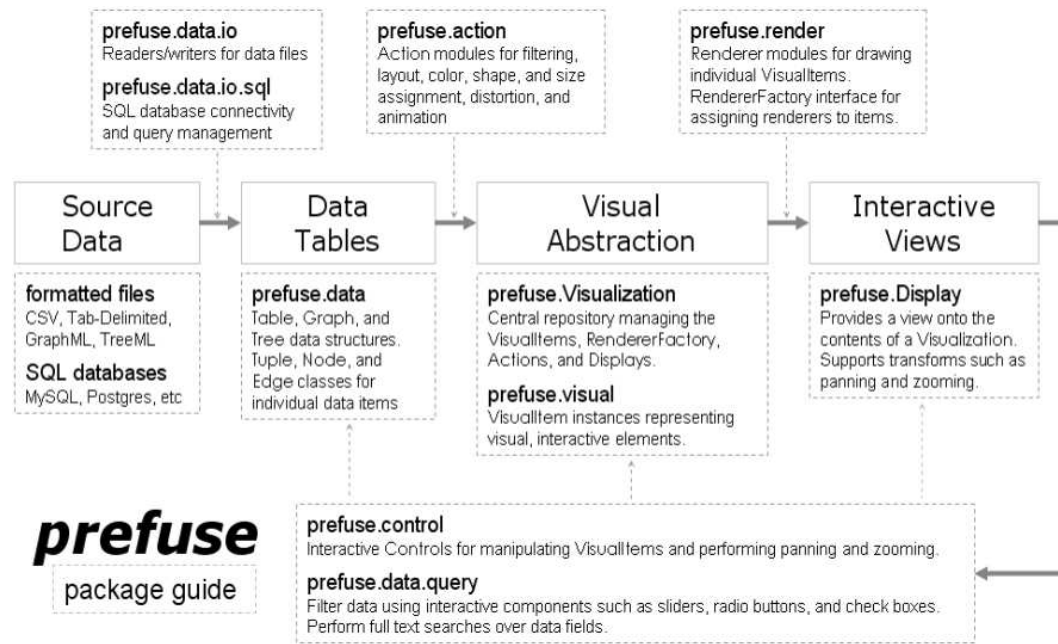 prefuse.data.io
Readers/writers for data files
prefuse.data.io.sql
SQL database connectivity
and query management
prefuse.action
Action modules for filtering,
layout, color, shape, and size
assignment, distortion, and
animation
prefuse.render
Renderer modules for drawing
individual VisualItems.
RendererFactory interface for
assigning renderers to items.
Source
Data
Data
Tables
Visual
Abstraction
Interactive
Views
formatted files
CSV, Tab-Delimited,
GraphML, TreeML
SQL databases
MySQL, Postgres, etc
prefuse.data
Table, Graph, and
Tree data structures.
Tuple, Node, and
Edge classes for
individual data items
prefuse.Visualization
Central repository managing the
VisualItems, RendererFactory,
Actions, and Displays.
prefuse.visual
VisualItem instances representing
visual, interactive elements.
prefuse.Display
Provides a view onto the
contents of a Visualization.
Supports transforms such as
panning and zooming.
prefuse
package guide
prefuse.control
Interactive Controls for manipulating VisualItems and performing panning and zooming.
prefuse.data.query
Filter data using interactive components such as sliders, radio buttons, and check boxes.
Perform full text searches over data fields.